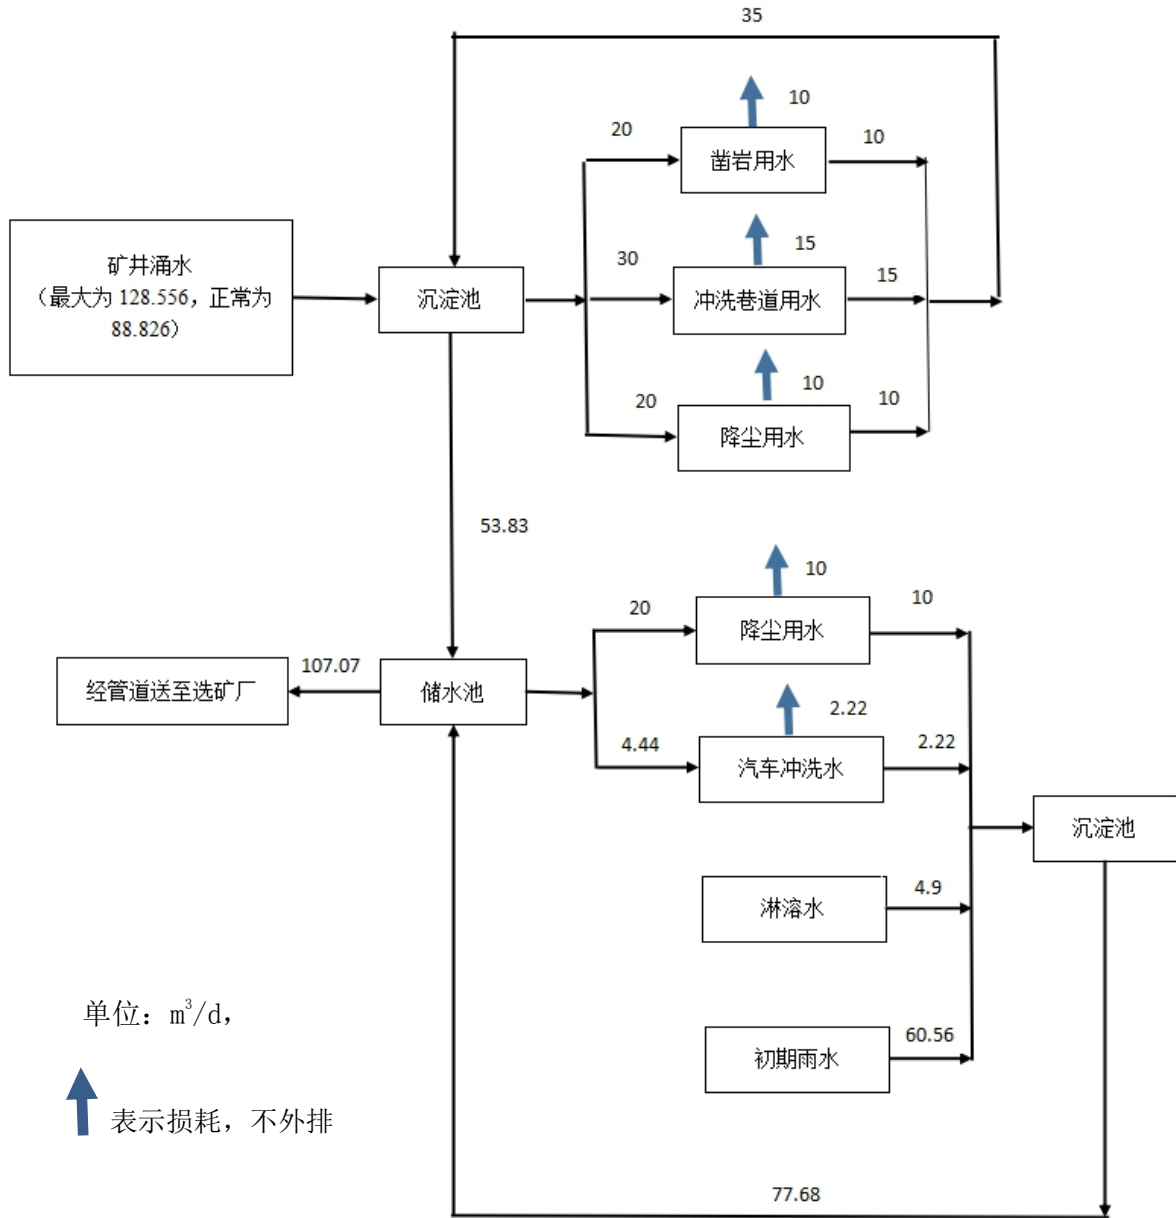 35
10
20
凿岩用水
10
矿井涌水
（最大为 128.556，正常为
88.826）
沉淀池
15
30
冲洗巷道用水
15
10
20
降尘用水
10
53.83
10
20
降尘用水
10
经管道送至选矿厂
107.07
储水池
2.22
4.44
汽车冲洗水
2.22
沉淀池
淋溶水
4.9
单位：m³/d，
初期雨水
60.56
表示损耗，不外排
77.68